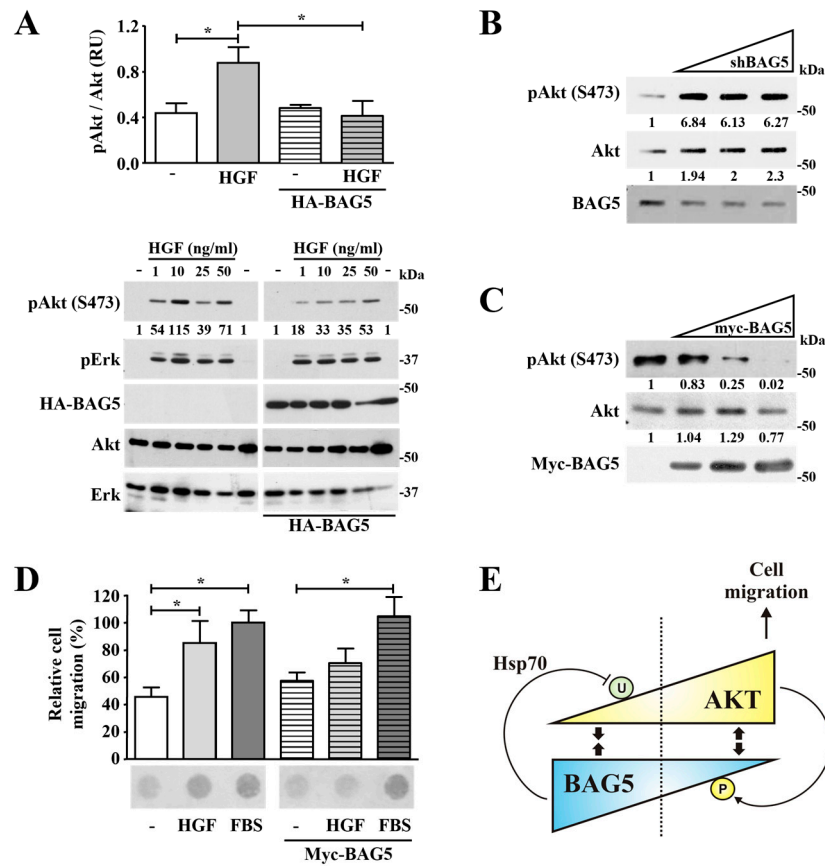 A
pAkt / Akt (RU)
1.2
0.8
0.4
0.0
*
*
-
HGF
-
HGF
HA-BAG5
HGF (ng/ml)
HGF (ng/ml)
- 1 10 25 50 -
- 1 10 25 50 -
kDa
pAkt (S473)
-50
1 54 115 39 71 1
1 18 33 35 53 1
pErk
-37
HA-BAG5
-50
Akt
-50
Erk
-37
HA-BAG5
B
shBAG5
kDa
pAkt (S473)
-50
1 6.84 6.13 6.27
Akt
-50
1 1.94 2 2.3
BAG5
-50
C
myc-BAG5
kDa
pAkt (S473)
-50
1 0.83 0.25 0.02
Akt
-50
1 1.04 1.29 0.77
Myc-BAG5
-50
D
Relative cell
migration (%)
120
100
80
60
40
20
0
*
*
*
- HGF FBS
- HGF FBS
Myc-BAG5
E
Cell
migration
Hsp70
U
AKT
BAG5
P